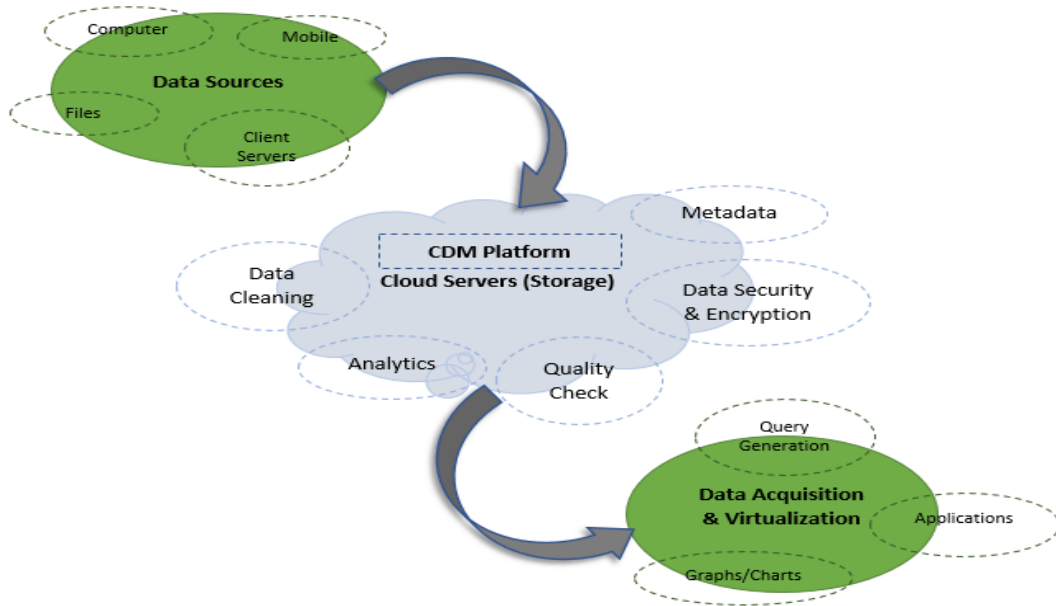 Computer
Mobile
Data Sources
Files
Client
Servers
Metadata
CDM Platform
Cloud Servers (Storage)
Data
Cleaning
Data Security
& Encryption
Analytics
Quality
Check
Query
Generation
Data Acquisition
& Virtualization
Applications
Graphs/Charts